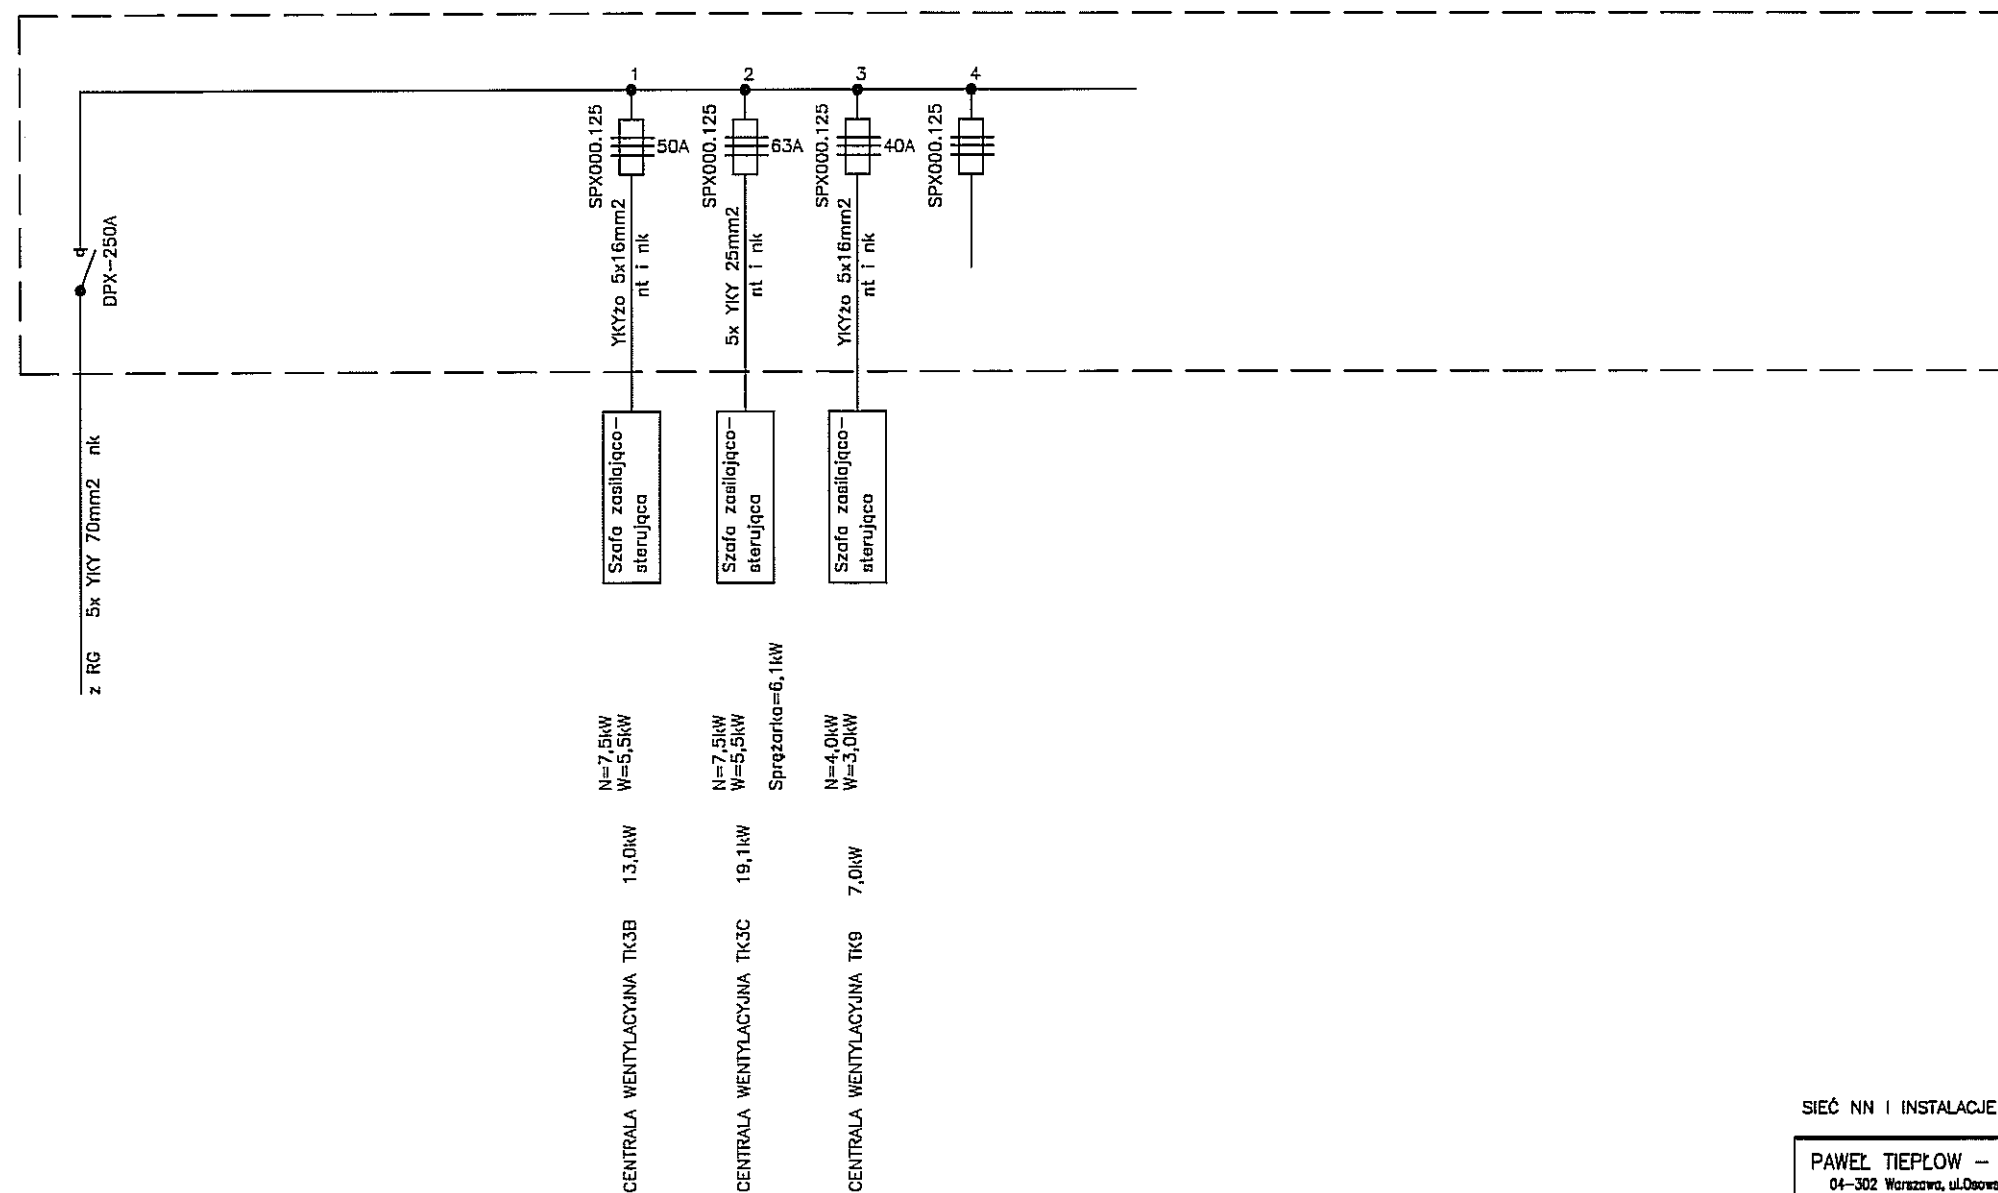 1
2
3
4
SPX000.125
50A
SPX000.125
63A
SPX000.125
40A
SPX000.125
DPX-250A
YKYżo 5x16mm2
nt i nk
5x YKY 25mm2
nt i nk
YKYżo 5x16mm2
nt i nk
z RG 5x YKY 70mm2 nk
Szafa zasilająco-
sterująca
Szafa zasilająco-
sterująca
Szafa zasilająco-
sterująca
N=7,5kW
W=5,5kW
N=7,5kW
W=5,5kW
Sprężarka=6,1kW
N=4,0kW
W=3,0kW
CENTRALA WENTYLACYJNA TK3B 13,0kW
CENTRALA WENTYLACYJNA TK3C 19,1kW
CENTRALA WENTYLACYJNA TK9 7,0kW
SIEĆ NN I INSTALACJE
PAWEŁ TIEPŁOW –
04-302 Warszawa, ul.Osows